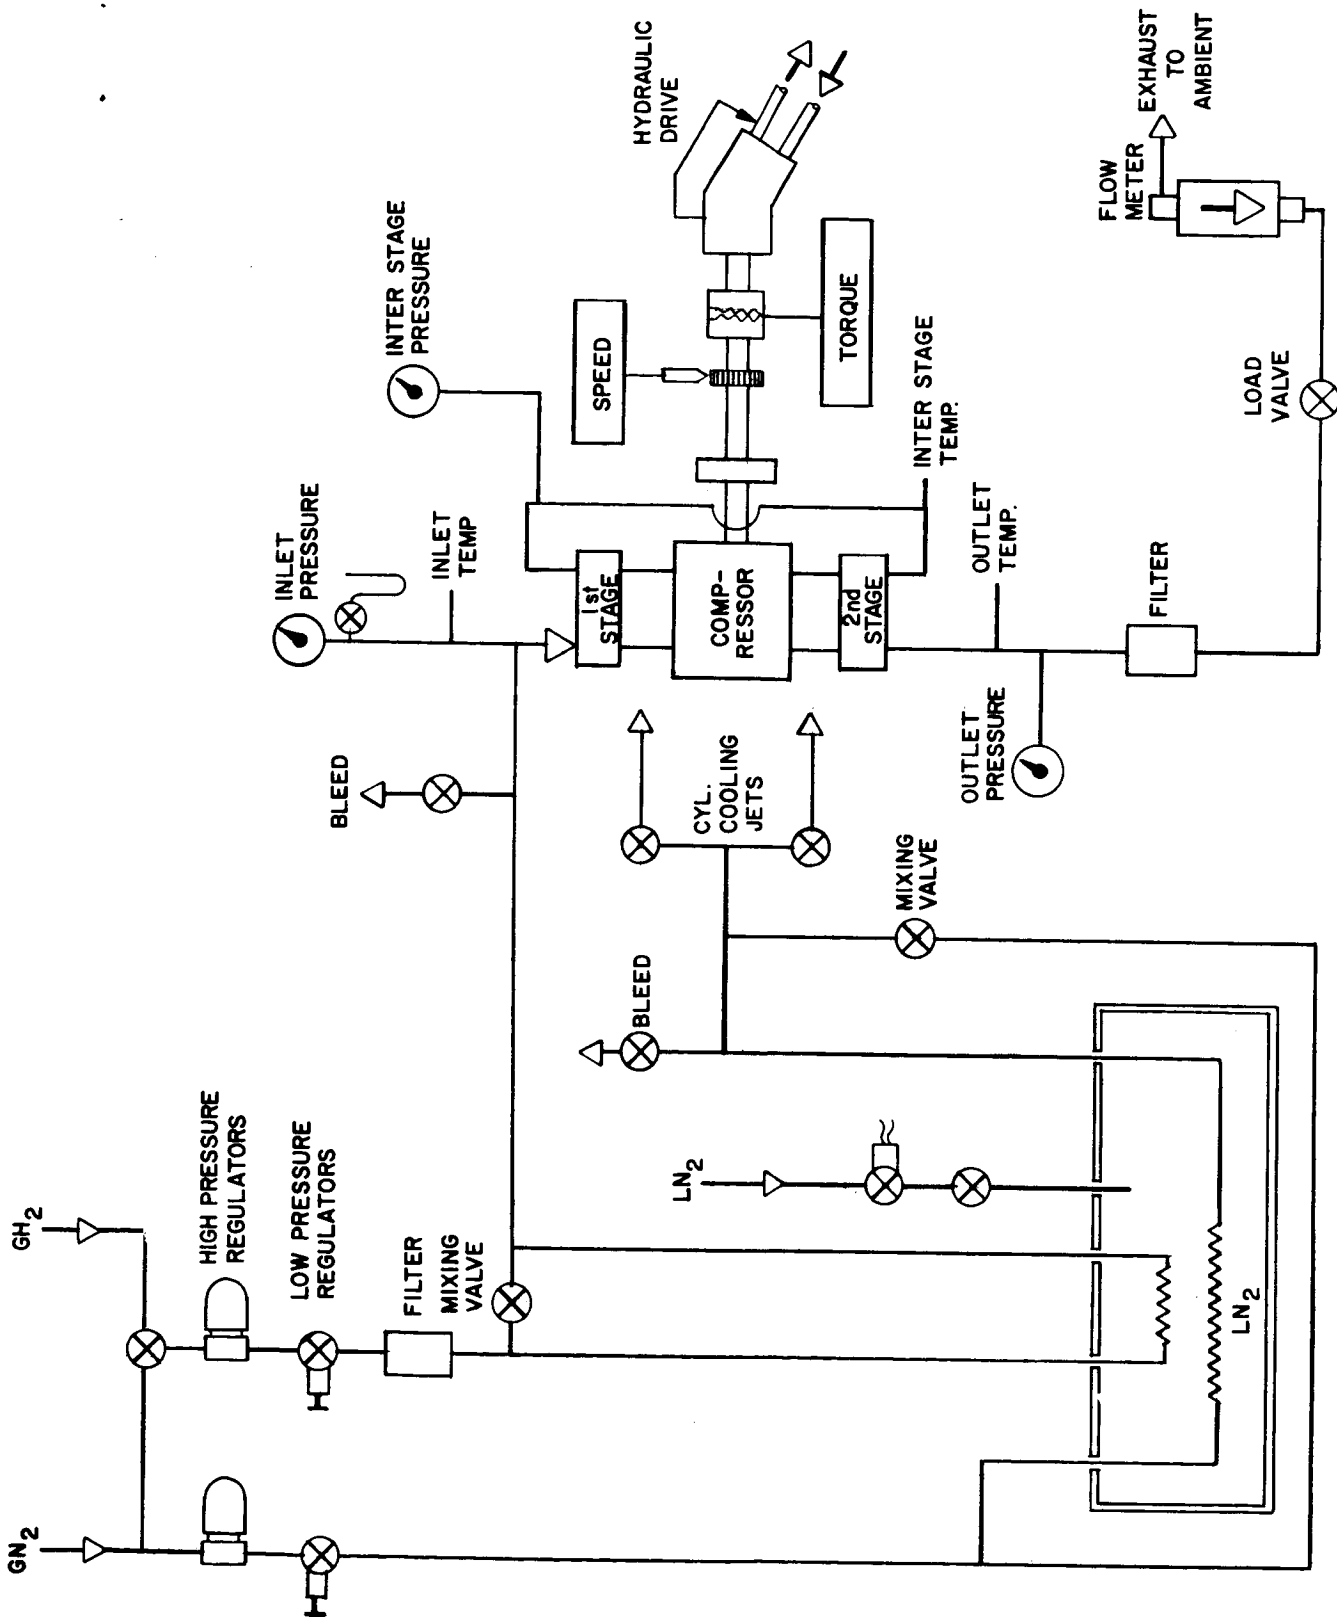 GN2
GH2
HIGH PRESSURE
REGULATORS
LOW PRESSURE
REGULATORS
FILTER
MIXING
VALVE
BLEED
INLET
PRESSURE
INLET
TEMP
INTER STAGE
PRESSURE
1st
STAGE
COMP-
RESSOR
2nd
STAGE
SPEED
TORQUE
HYDRAULIC
DRIVE
INTER STAGE
TEMP.
LN2
BLEED
CYL.
COOLING
JETS
MIXING
VALVE
LN2
OUTLET
PRESSURE
OUTLET
TEMP.
FILTER
LOAD
VALVE
FLOW
METER
EXHAUST
TO
AMBIENT